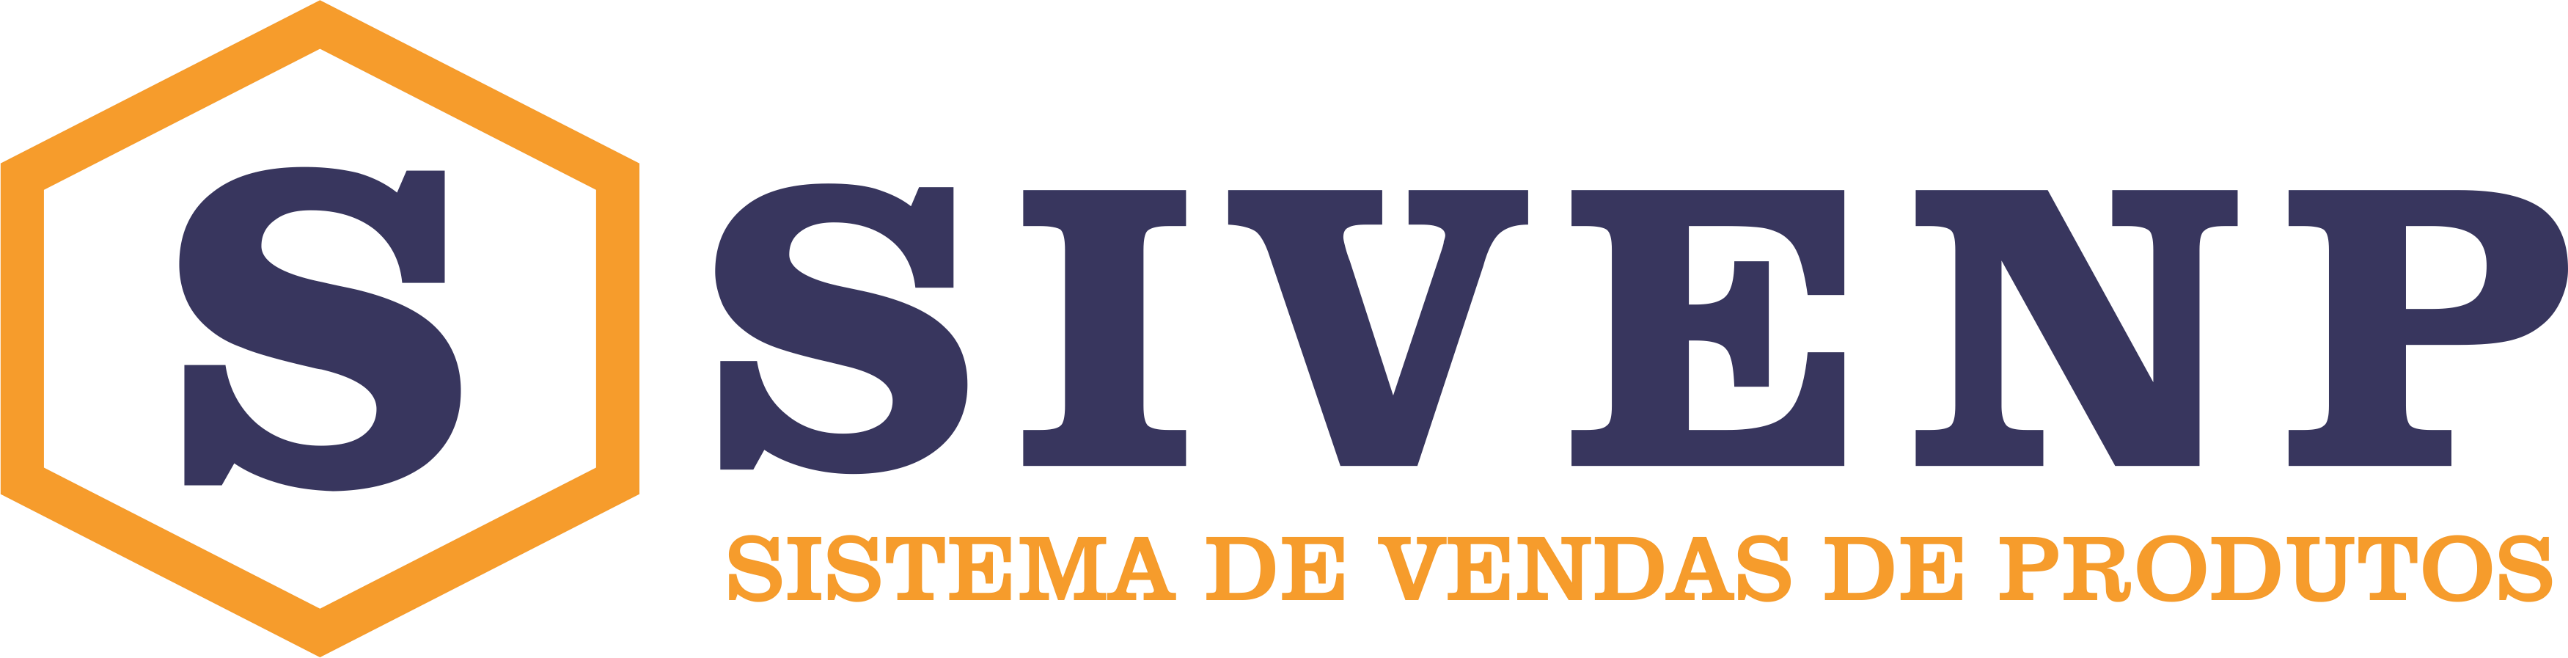 S
SIVENP
SISTEMA DE VENDAS DE PRODUTOS